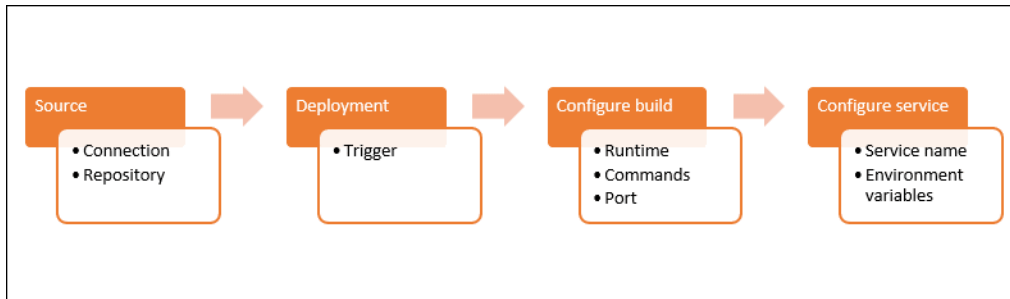 Source
• Connection
• Repository
Deployment
• Trigger
Configure build
• Runtime
• Commands
• Port
Configure service
• Service name
• Environment
variables